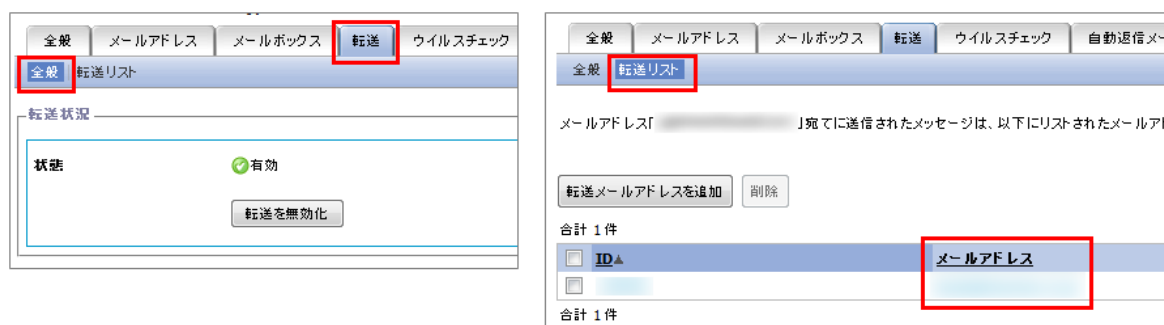 全般 メールアドレス メールボックス 転送 ウイルスチェック
全般 転送リスト
転送状況
状態 有効
転送を無効化
全般 メールアドレス メールボックス 転送 ウイルスチェック 自動返信メー
全般 転送リスト
メールアドレス「 」宛てに送信されたメッセージは、以下にリストされたメールア
転送メールアドレスを追加 削除
合計 1件
ID▲ メールアドレス
合計 1件